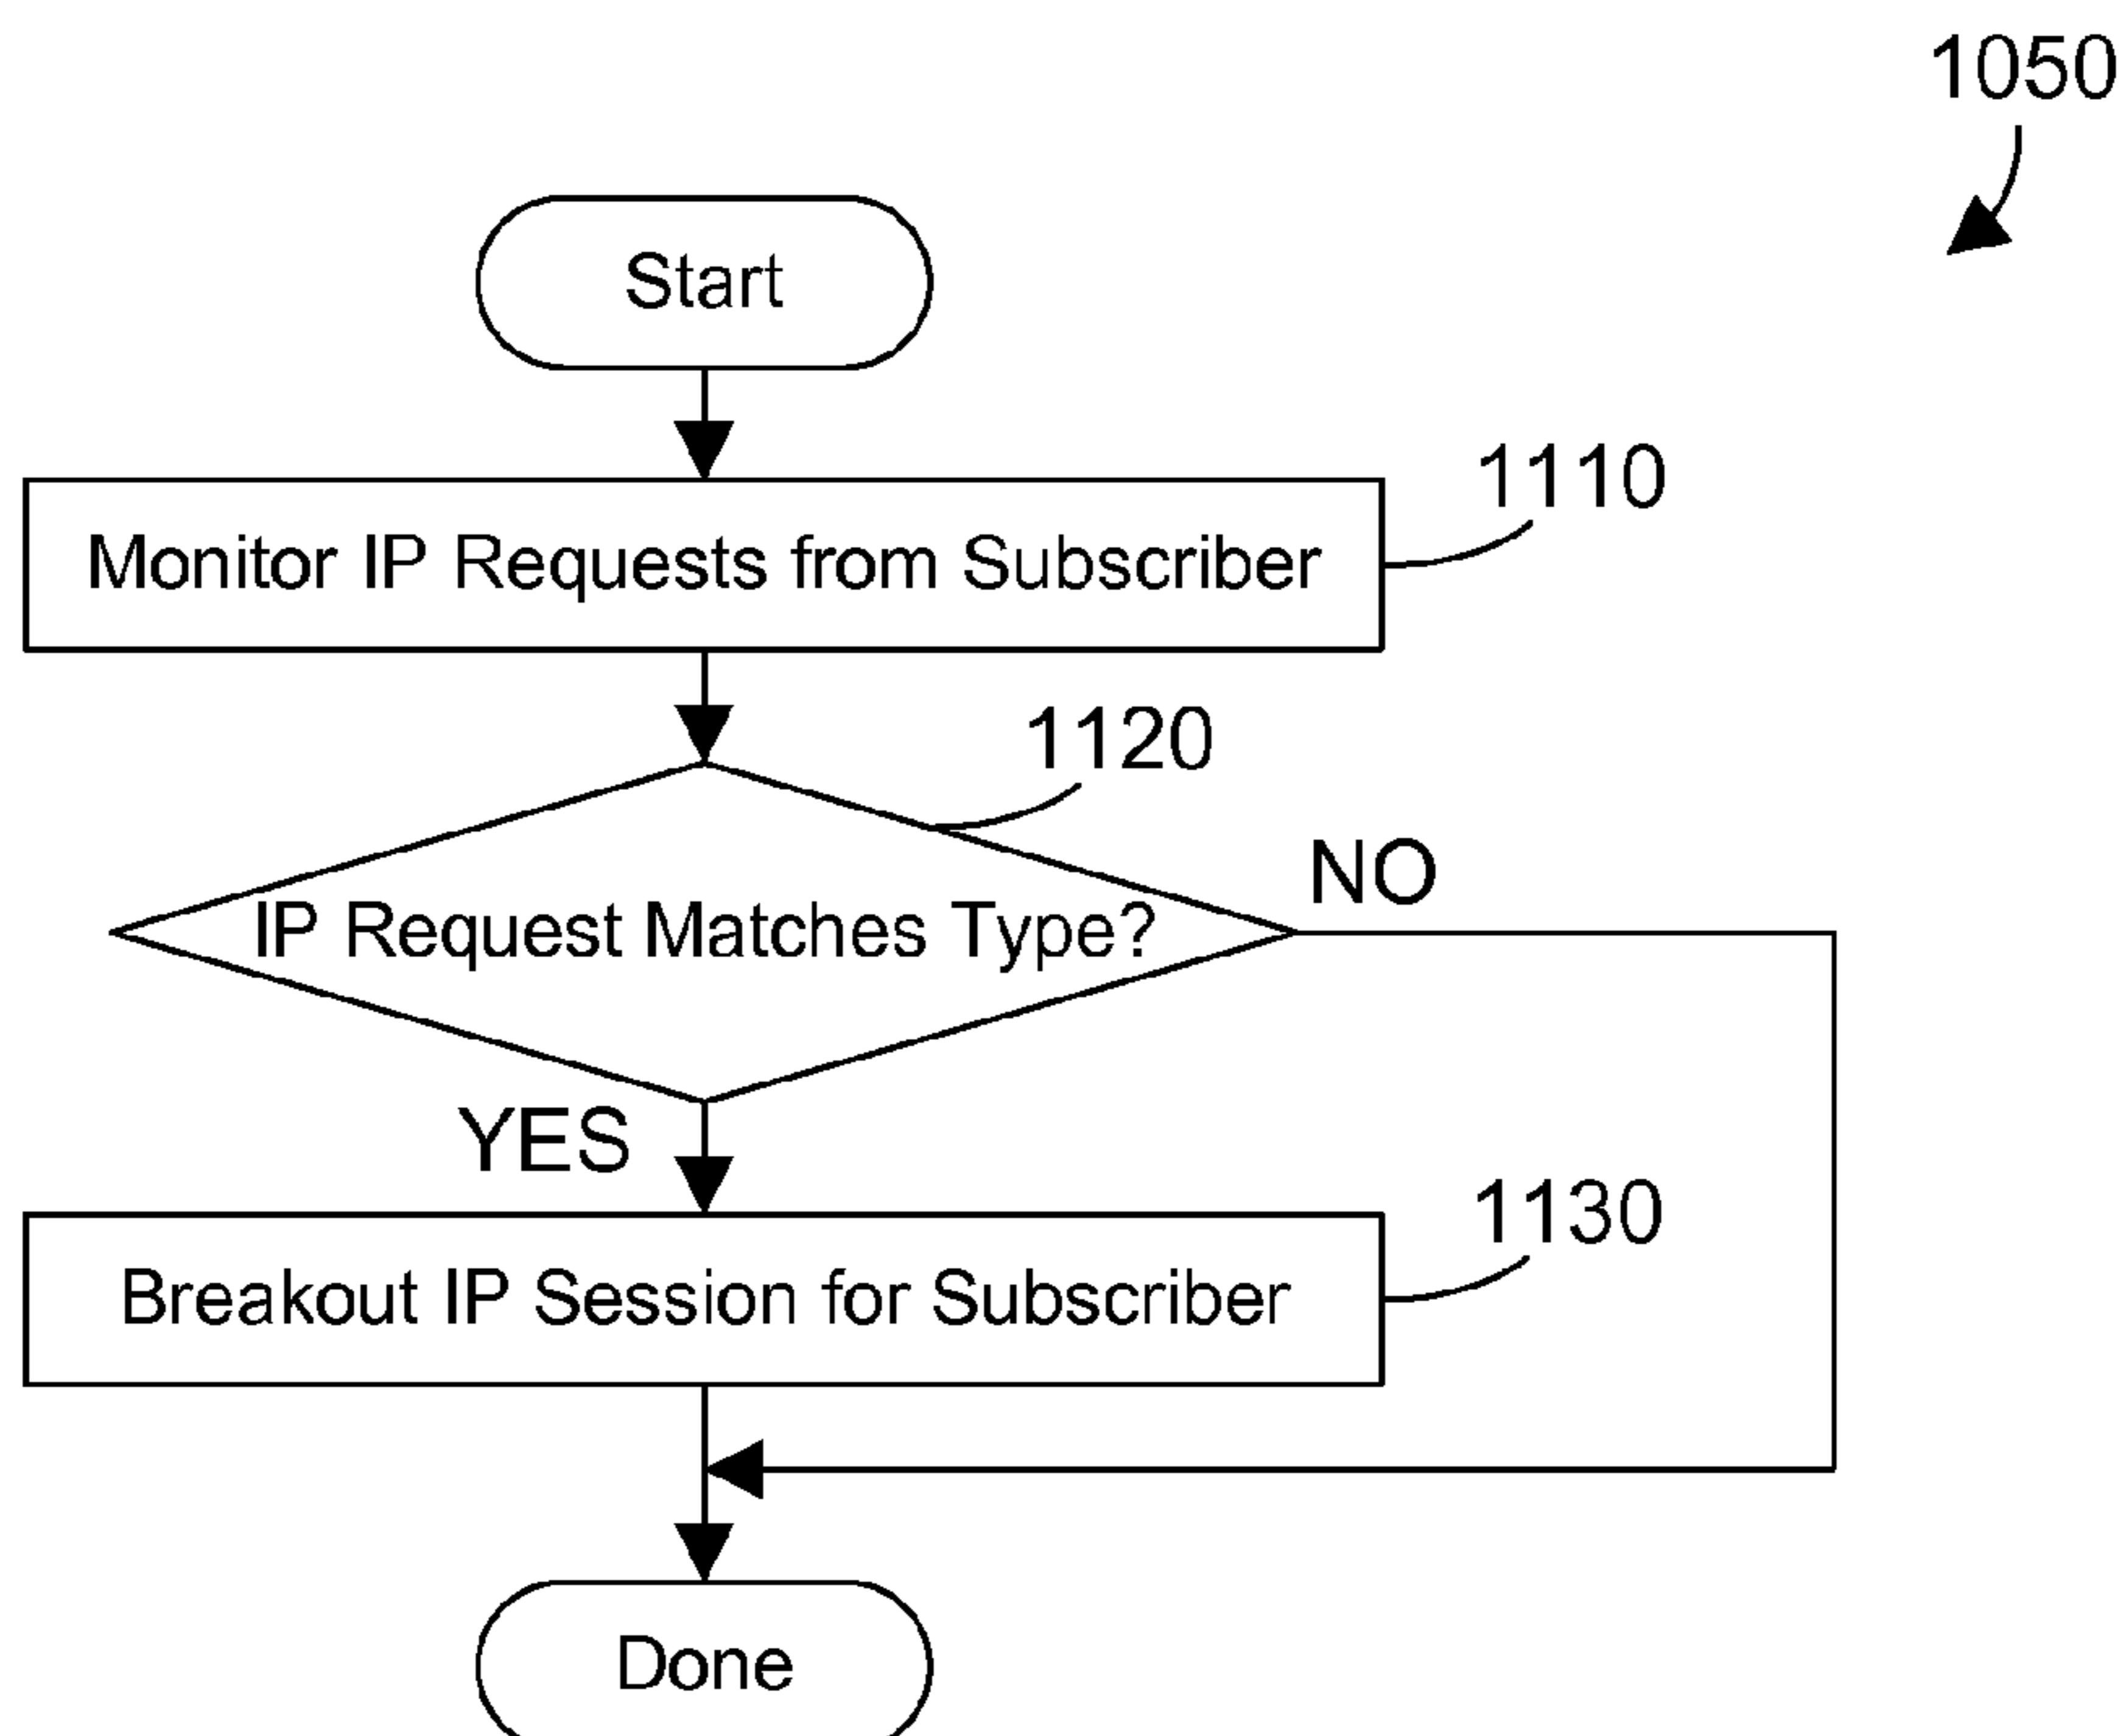 1050
Start
1110
Monitor IP Requests from Subscriber
1120
NO
IP Request Matches Type?
YES
1130
Breakout IP Session for Subscriber
Done